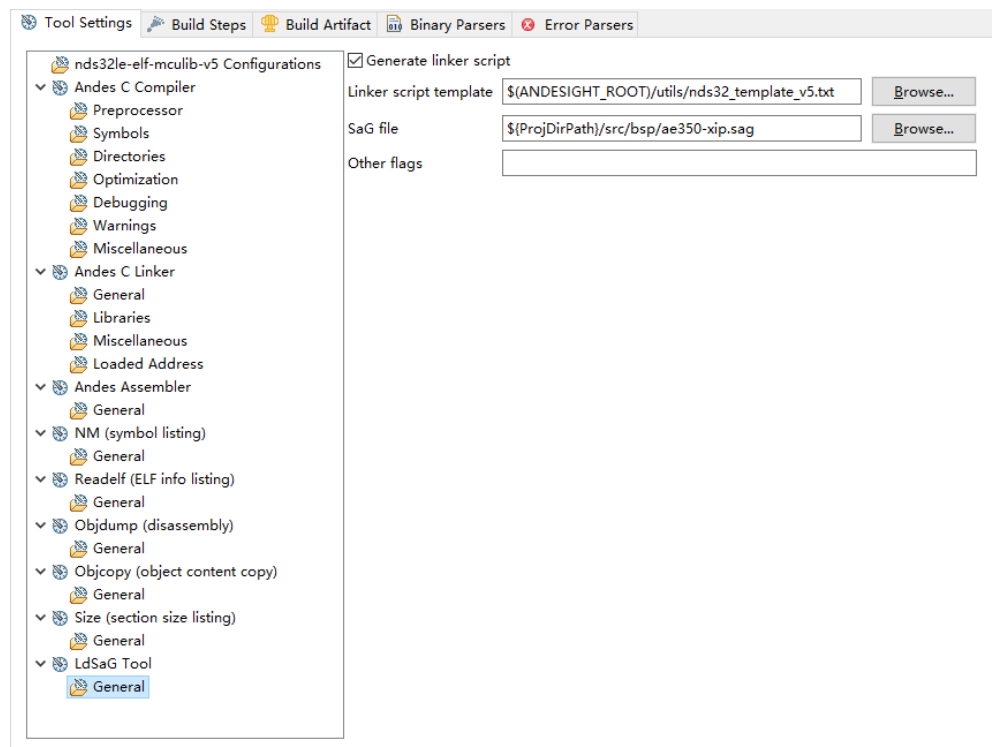 Tool Settings Build Steps Build Artifact Binary Parsers Error Parsers
nds32le-elf-mculib-v5 Configurations
Andes C Compiler
Preprocessor
Symbols
Directories
Optimization
Debugging
Warnings
Miscellaneous
Andes C Linker
General
Libraries
Miscellaneous
Loaded Address
Andes Assembler
General
NM (symbol listing)
General
Readelf (ELF info listing)
General
Objdump (disassembly)
General
Objcopy (object content copy)
General
Size (section size listing)
General
LdSaG Tool
General
Generate linker script
Linker script template $(ANDESIGHT_ROOT)/utils/nds32_template_v5.txt Browse...
SaG file ${ProjDirPath}/src/bsp/ae350-xip.sag Browse...
Other flags